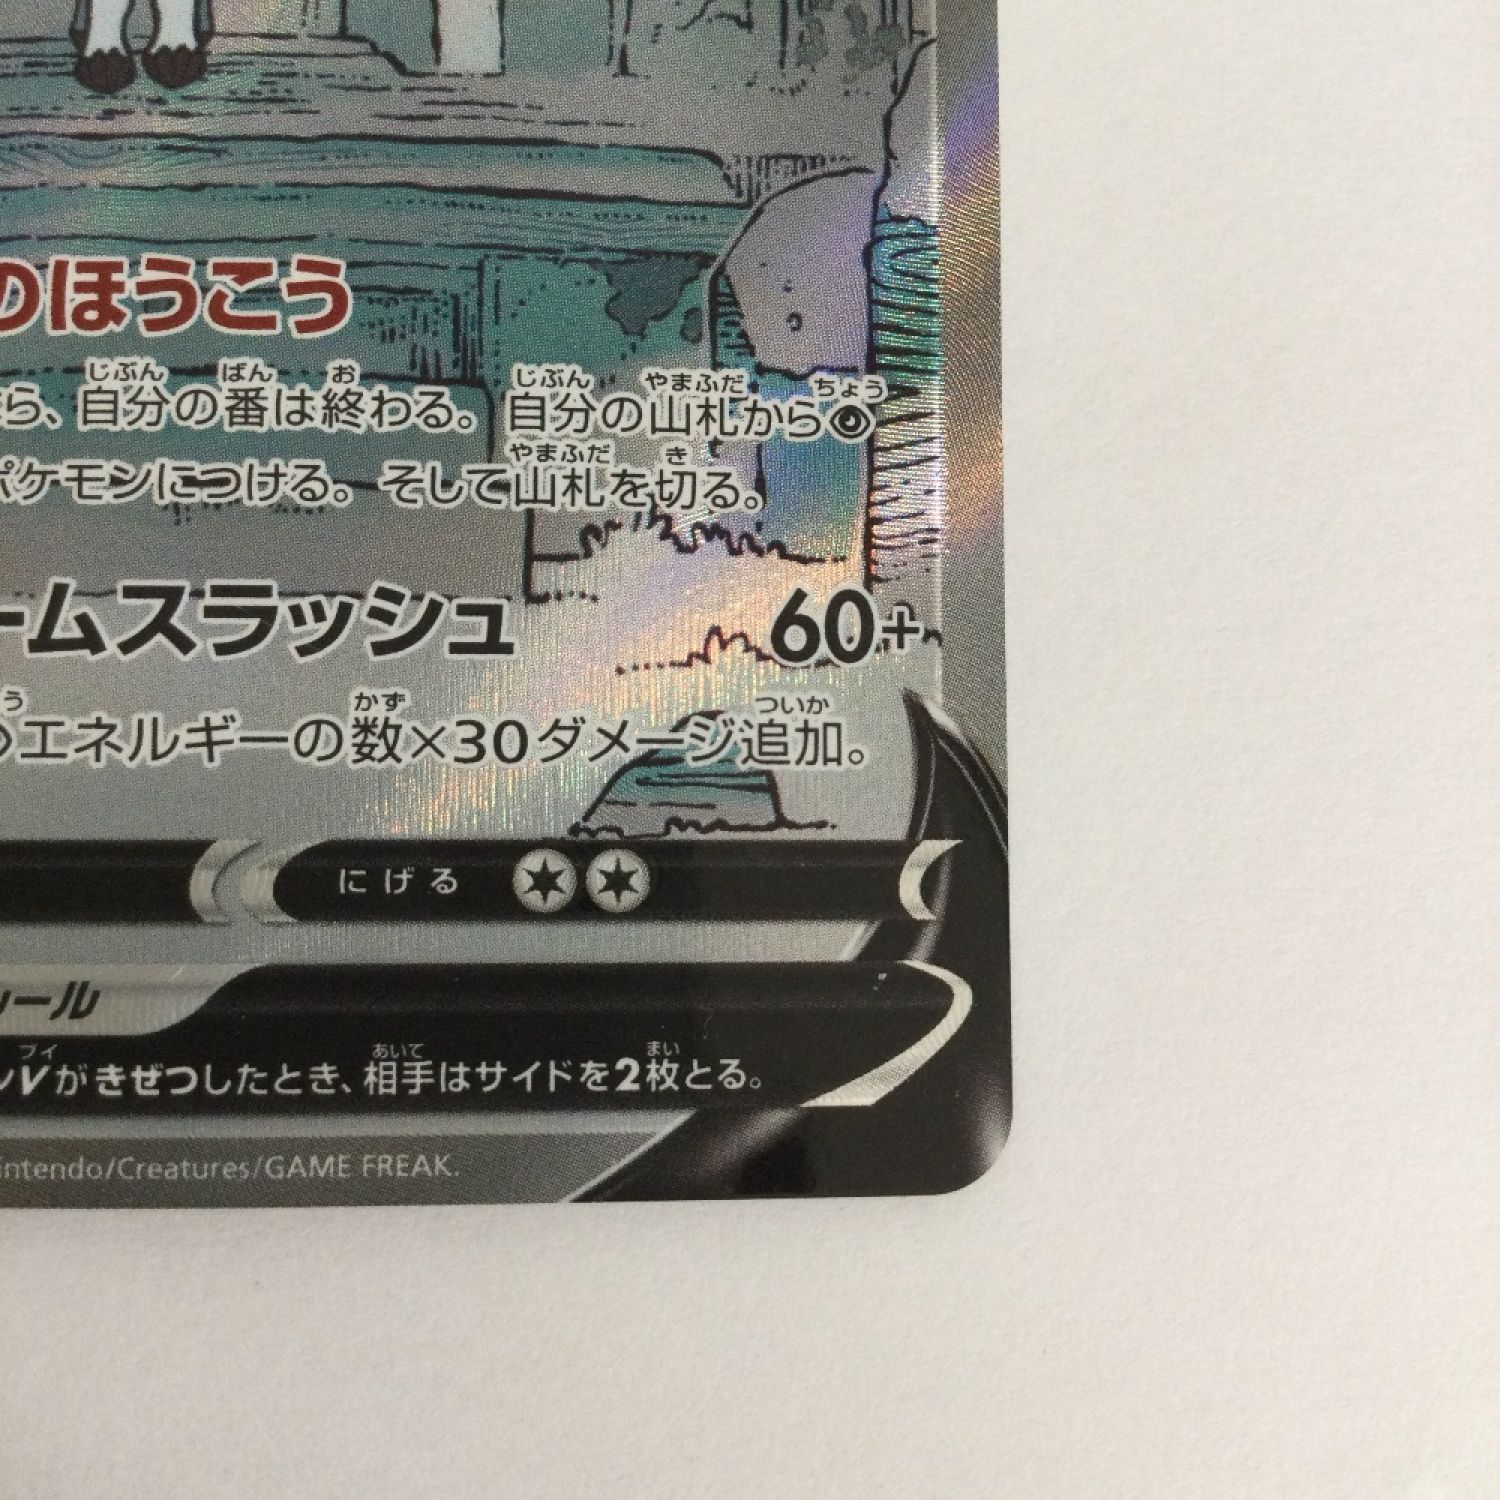 のほうこう
じぶん ばん お じぶん やまふだ ちょう
ら、自分の番は終わる。自分の山札から
やまふだ き
ポケモンにつける。そして山札を切る。
ームスラッシュ 60+
う かず ついか
エネルギーの数×30ダメージ追加。
にげる
ール
ブイ あいて まい
ンVがきぜつしたとき、相手はサイドを2枚とる。
intendo/Creatures/GAME FREAK.